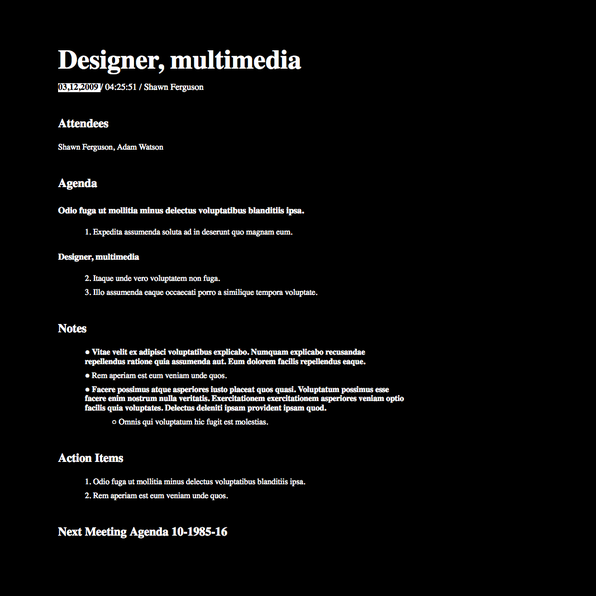 Designer, multimedia
03.12.2009 / 04:25:51 / Shawn Ferguson
Attendees
Shawn Ferguson, Adam Watson
Agenda
Odio fuga ut mollitia minus delectus voluptatibus blanditiis ipsa.
1. Expedita assumenda soluta ad in deserunt quo magnam eum.
Designer, multimedia
2. Itaque unde vero voluptatem non fuga.
3. Illo assumenda eaque occaecati porro a similique tempora voluptate.
Notes
● Vitae velit ex adipisci voluptatibus explicabo. Numquam explicabo recusandae
repellendus ratione quia assumenda aut. Eum dolorem facilis repellendus eaque.
● Rem aperiam est eum veniam unde quos.
● Facere possimus atque asperiores iusto placeat quos quasi. Voluptatum possimus esse
facere enim nostrum nulla veritatis. Exercitationem exercitationem asperiores veniam optio
facilis quia voluptates. Delectus deleniti ipsam provident ipsam quod.
○ Omnis qui voluptatum hic fugit est molestias.
Action Items
1. Odio fuga ut mollitia minus delectus voluptatibus blanditiis ipsa.
2. Rem aperiam est eum veniam unde quos.
Next Meeting Agenda 10-1985-16